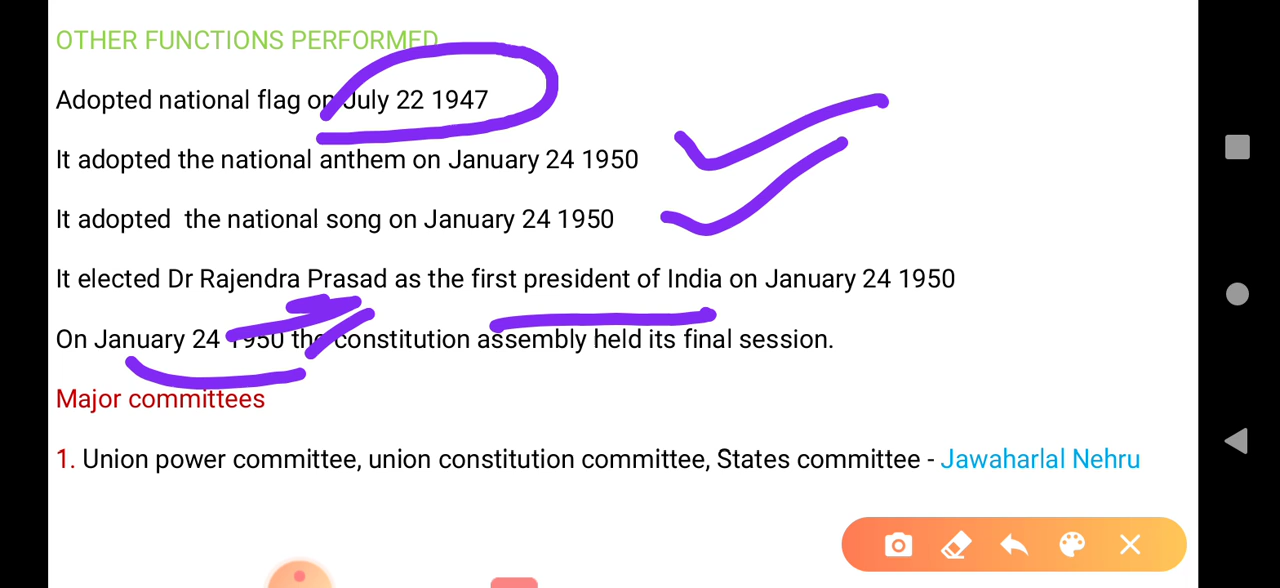 OTHER FUNCTIONS PERFORMED
Adopted national flag on July 22 1947
It adopted the national anthem on January 24 1950
It adopted the national song on January 24 1950
It elected Dr Rajendra Prasad as the first president of India on January 24 1950
On January 24 1950 the constitution assembly held its final session.
Major committees
1. Union power committee, union constitution committee, States committee - Jawaharlal Nehru